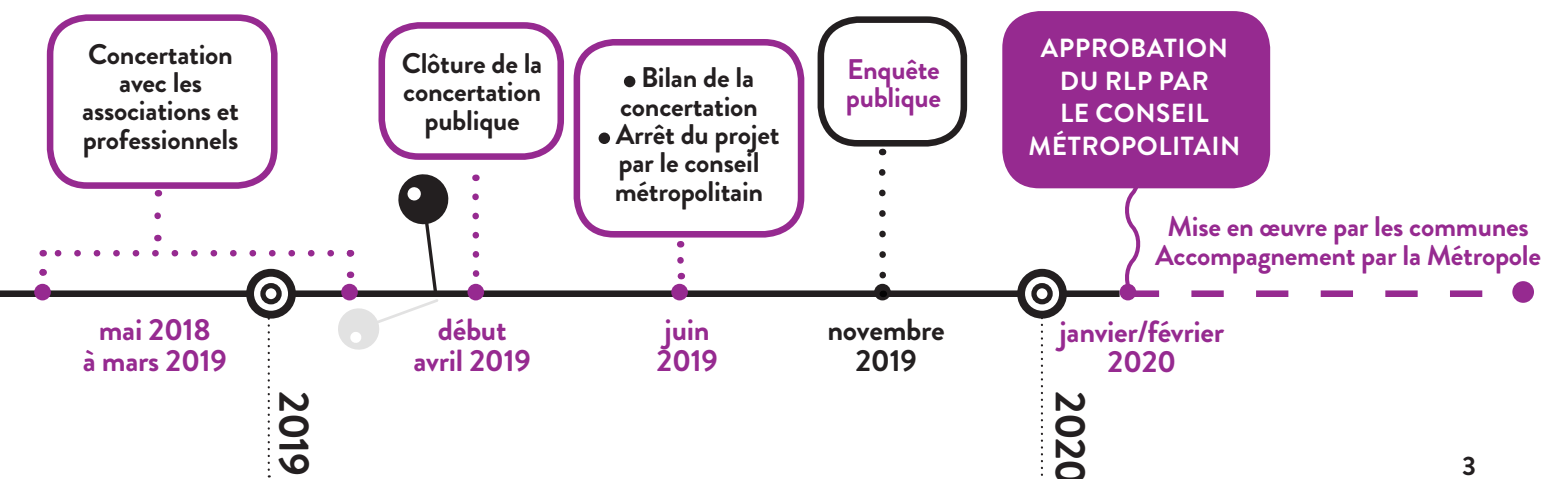 Concertation
avec les
associations et
professionnels
Clôture de la
concertation
publique
● Bilan de la
concertation
● Arrêt du projet
par le conseil
métropolitain
Enquête
publique
APPROBATION
DU RLP PAR
LE CONSEIL
MÉTROPOLITAIN
Mise en œuvre par les communes
Accompagnement par la Métropole
mai 2018
à mars 2019
début
avril 2019
juin
2019
novembre
2019
janvier/février
2020
2019
2020
3